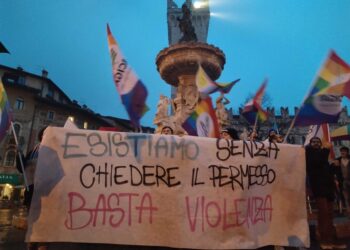 ESISTIAMO SENZA
CHIEDERE IL PERMESSO
BASTA VIOLENZA